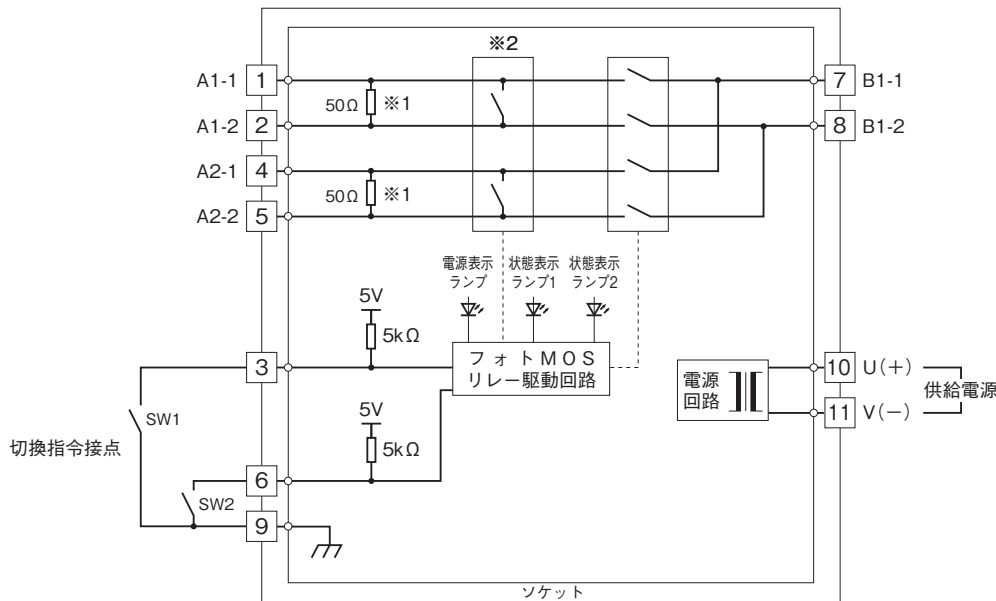 ※2
A1-1 1
7 B1-1
50Ω ※1
A1-2 2
8 B1-2
A2-1 4
50Ω ※1
A2-2 5
電源表示
ランプ
状態表示
ランプ1
状態表示
ランプ2
5V
5kΩ
フォトMOS
リレー駆動回路
3
電源
回路
10 U(+)
11 V(−)
供給電源
SW1
切換指令接点
5V
5kΩ
6
SW2
9
ソケット